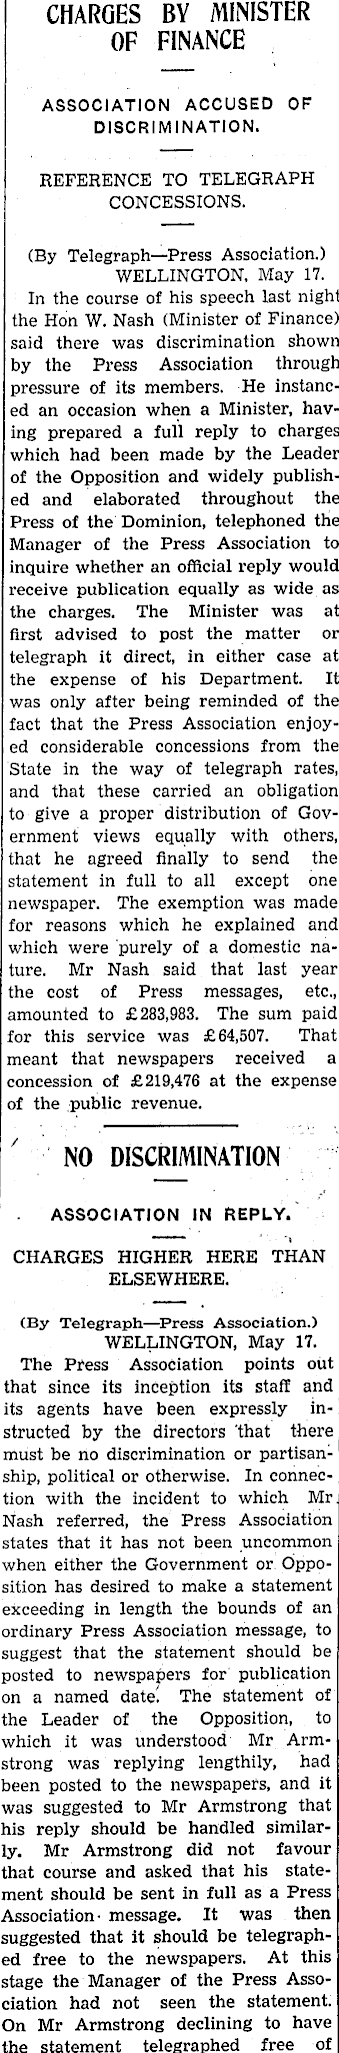 CHARGES BY MINISTER
OF FINANCE
ASSOCIATION ACCUSED OF
DISCRIMINATION.
REFERENCE TO TELEGRAPH
CONCESSIONS.
(By Telegraph—Press Association.)
WELLINGTON, May 17.
In the course of his speech last night
the Hon W. Nash (Minister of Finance)
said there was discrimination shown
by the Press Association through
pressure of its members. He instanc-
ed an occasion when a Minister, hav-
ing prepared a full reply to charges
which had been made by the Leader
of the Opposition and widely publish-
ed and elaborated throughout the
Press of the Dominion, telephoned the
Manager of the Press Association to
inquire whether an official reply would
receive publication equally as wide as
the charges. The Minister was at
first advised to post the matter or
telegraph it direct, in either case at
the expense of his Department. It
was only after being reminded of the
fact that the Press Association enjoy-
ed considerable concessions from the
State in the way of telegraph rates,
and that these carried an obligation
to give a proper distribution of Gov-
ernment views equally with others,
that he agreed finally to send the
statement in full to all except one
newspaper. The exemption was made
for reasons which he explained and
which were purely of a domestic na-
ture. Mr Nash said that last year
the cost of Press messages, etc.,
amounted to £283,983. The sum paid
for this service was £64,507. That
meant that newspapers received a
concession of £219,476 at the expense
of the public revenue.
NO DISCRIMINATION
ASSOCIATION IN REPLY.
CHARGES HIGHER HERE THAN
ELSEWHERE.
(By Telegraph—Press Association.)
WELLINGTON, May 17.
The Press Association points out
that since its inception its staff and
its agents have been expressly in-
structed by the directors that there
must be no discrimination or partisan-
ship, political or otherwise. In connec-
tion with the incident to which Mr
Nash referred, the Press Association
states that it has not been uncommon
when either the Government or Oppo-
sition has desired to make a statement
exceeding in length the bounds of an
ordinary Press Association message, to
suggest that the statement should be
posted to newspapers for publication
on a named date. The statement of
the Leader of the Opposition, to
which it was understood Mr Arm-
strong was replying lengthily, had
been posted to the newspapers, and it
was suggested to Mr Armstrong that
his reply should be handled similar-
ly. Mr Armstrong did not favour
that course and asked that his state-
ment should be sent in full as a Press
Association message. It was then
suggested that it should be telegraph-
ed free to the newspapers. At this
stage the Manager of the Press Asso-
ciation had not seen the statement.
On Mr Armstrong declining to have
the statement telegraphed free of